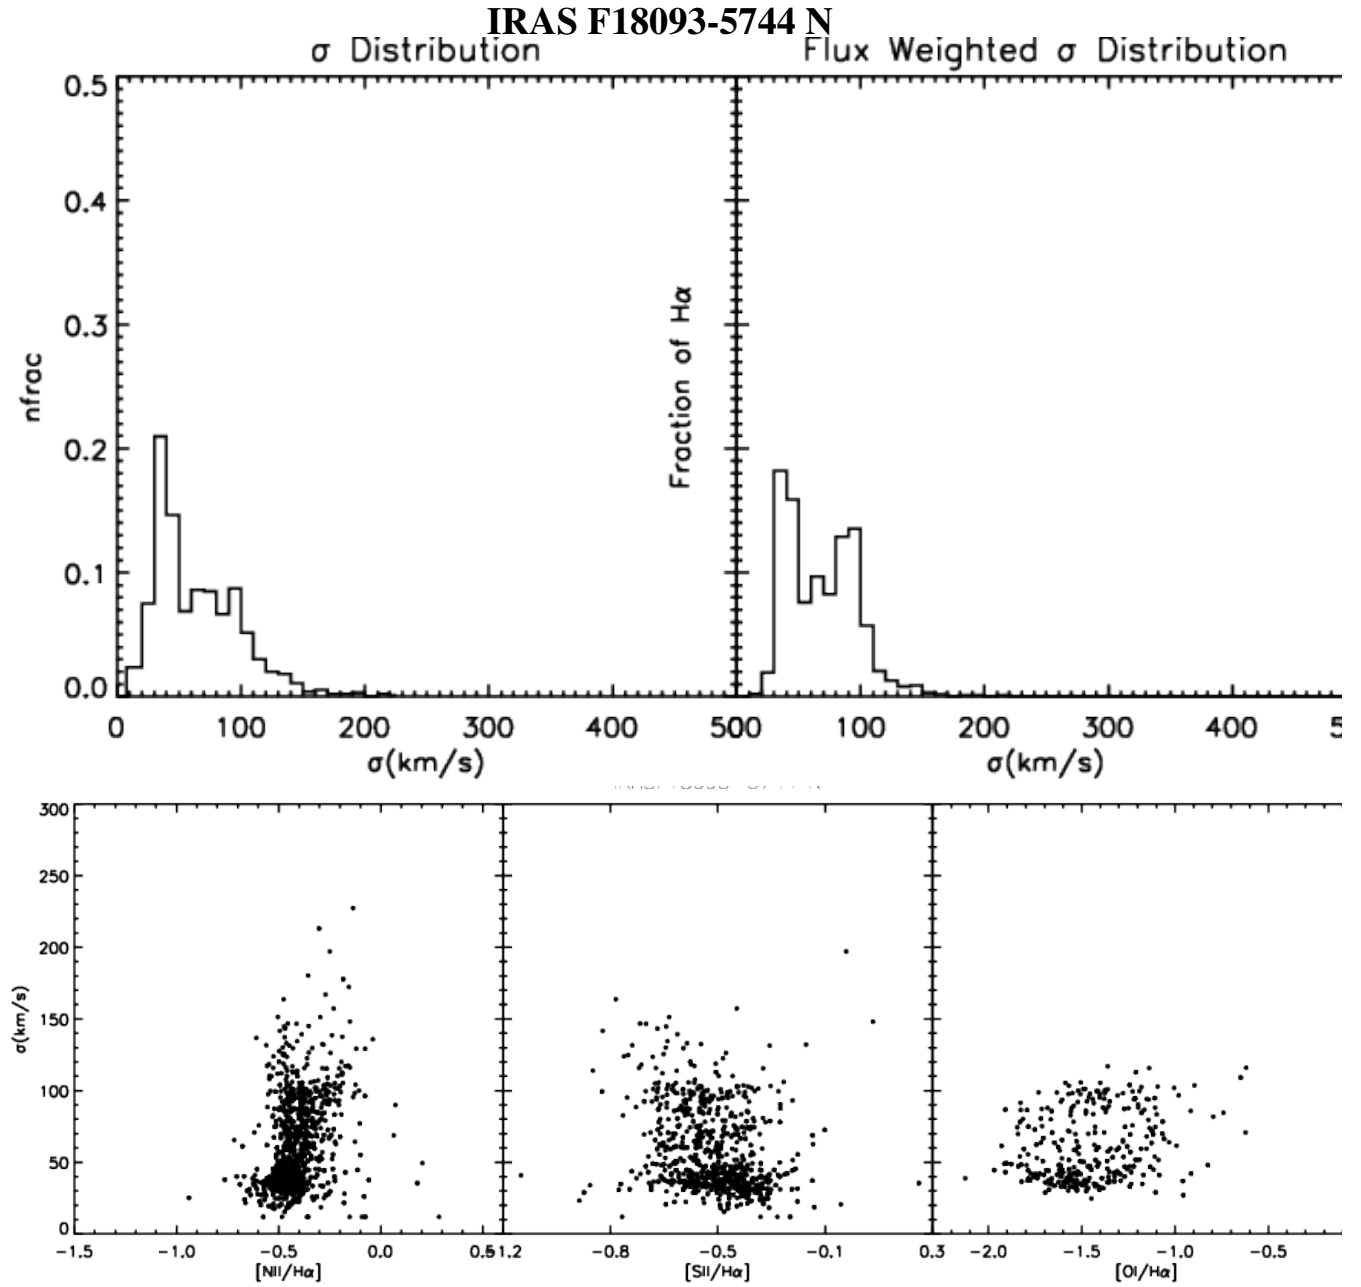 IRAS F18093-5744 N
σ Distribution Flux Weighted σ Distribution
0.5
0.4
0.3
0.2
0.1
0.0
nfrac
Fraction of Hα
0 100 200 300 400 500 100 200 300 400 5
σ(km/s) σ(km/s)
300
250
200
150
100
50
0
σ(km/s)
-1.5 -1.0 -0.5 0.0 0.5 1.2 -0.8 -0.5 -0.1 0.3 -2.0 -1.5 -1.0 -0.5
[NII/Hα] [SII/Hα] [OI/Hα]